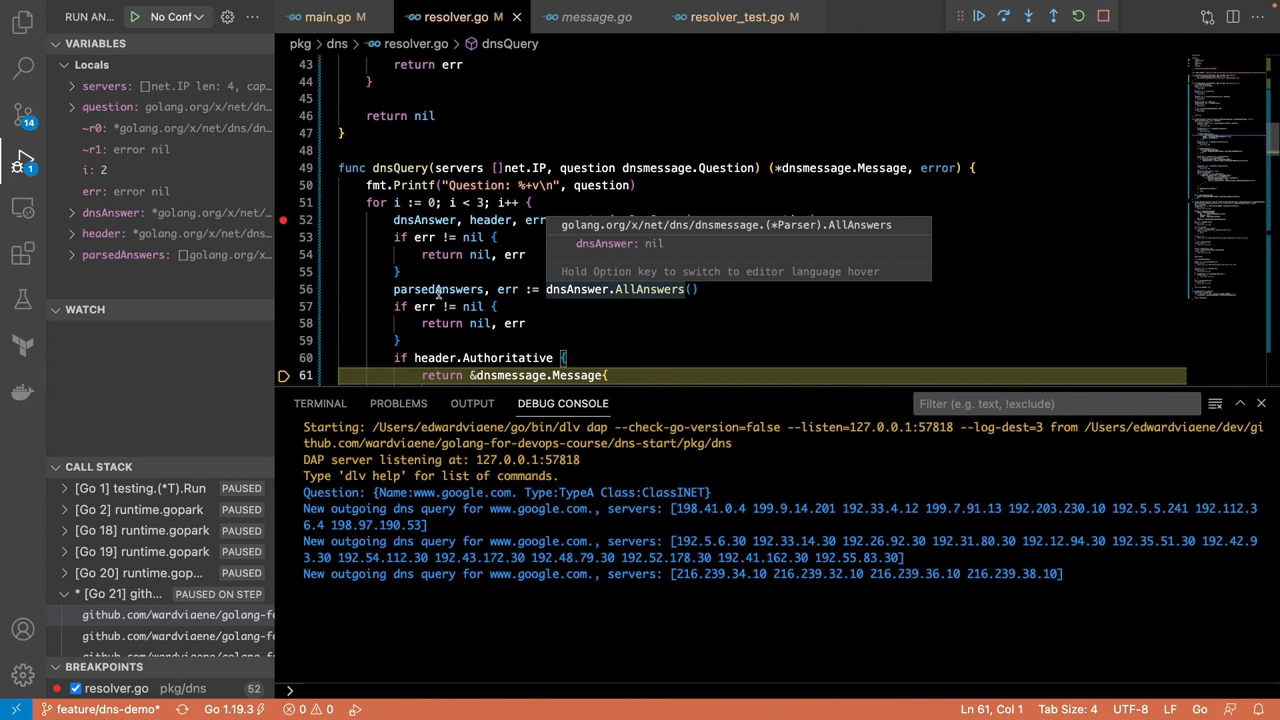 RUN AN...
No Conf
main.go M
resolver.go M
message.go
resolver_test.go M
VARIABLES
pkg > dns > resolver.go > dnsQuery
Locals
servers: []net.IP len: 4, cap…
question: golang.org/x/net/dn…
~r0: *golang.org/x/net/dns/d…
~r1: error nil
i: 2
err: error nil
dnsAnswer: *golang.org/x/net/…
header: *golang.org/x/net/dns…
parsedAnswers: []golang.org/x…
WATCH
CALL STACK
[Go 1] testing.(*T).Run PAUSED
[Go 2] runtime.gopark PAUSED
[Go 18] runtime.gopark PAUSED
[Go 19] runtime.gopark PAUSED
[Go 20] runtime.gop... PAUSED
* [Go 21] gith... PAUSED ON STEP
github.com/wardviaene/golang-fo
github.com/wardviaene/golang-fo
BREAKPOINTS
resolver.go pkg/dns 52
43 return err
44 }
45
46 return nil
47 }
48
49 func dnsQuery(servers []net.IP, question dnsmessage.Question) (*dnsmessage.Message, error) {
50 fmt.Printf("Question: %+v\n", question)
51 for i := 0; i < 3; i++ {
52 dnsAnswer, header, err
53 if err != nil {
54 return nil, err
55 }
56 parsedAnswers, err := dnsAnswer.AllAnswers()
57 if err != nil {
58 return nil, err
59 }
60 if header.Authoritative {
61 return &dnsmessage.Message{
golang.org/x/net/dns/dnsmessage.(*Parser).AllAnswers
dnsAnswer: nil
Hold Option key to switch to editor language hover
TERMINAL PROBLEMS OUTPUT DEBUG CONSOLE
Filter (e.g. text, !exclude)
Starting: /Users/edwardviaene/go/bin/dlv dap --check-go-version=false --listen=127.0.0.1:57818 --log-dest=3 from /Users/edwardviaene/dev/gi
thub.com/wardviaene/golang-for-devops-course/dns-start/pkg/dns
DAP server listening at: 127.0.0.1:57818
Type 'dlv help' for list of commands.
Question: {Name:www.google.com. Type:TypeA Class:ClassINET}
New outgoing dns query for www.google.com., servers: [198.41.0.4 199.9.14.201 192.33.4.12 199.7.91.13 192.203.230.10 192.5.5.241 192.112.3
6.4 198.97.190.53]
New outgoing dns query for www.google.com., servers: [192.5.6.30 192.33.14.30 192.26.92.30 192.31.80.30 192.12.94.30 192.35.51.30 192.42.9
3.30 192.54.112.30 192.43.172.30 192.48.79.30 192.52.178.30 192.41.162.30 192.55.83.30]
New outgoing dns query for www.google.com., servers: [216.239.34.10 216.239.32.10 216.239.36.10 216.239.38.10]
14
1
feature/dns-demo* Go 1.19.3 0 0 Ln 61, Col 1 Tab Size: 4 UTF-8 LF Go